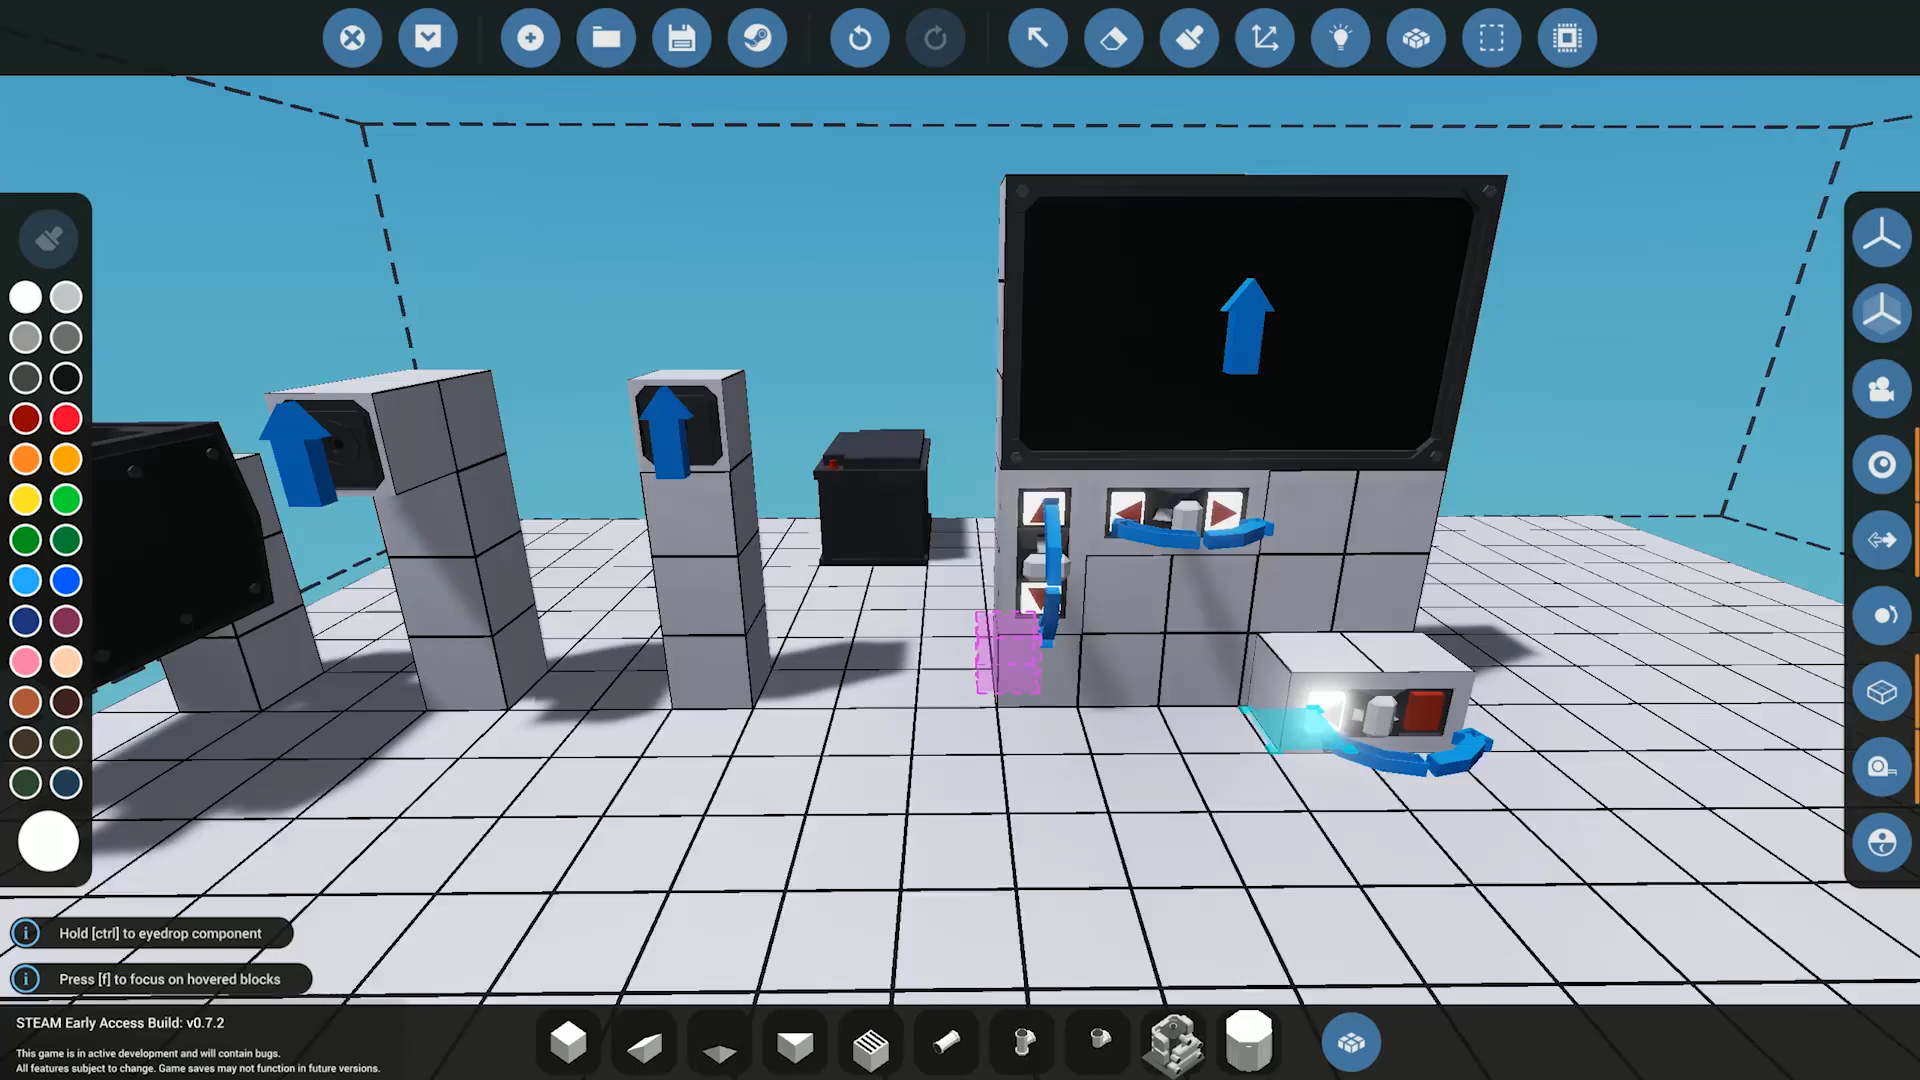 Hold [ctrl] to eyedrop component
Press [f] to focus on hovered blocks
STEAM Early Access Build: v0.7.2
This game is in active development and will contain bugs.
All features subject to change. Game saves may not function in future versions.